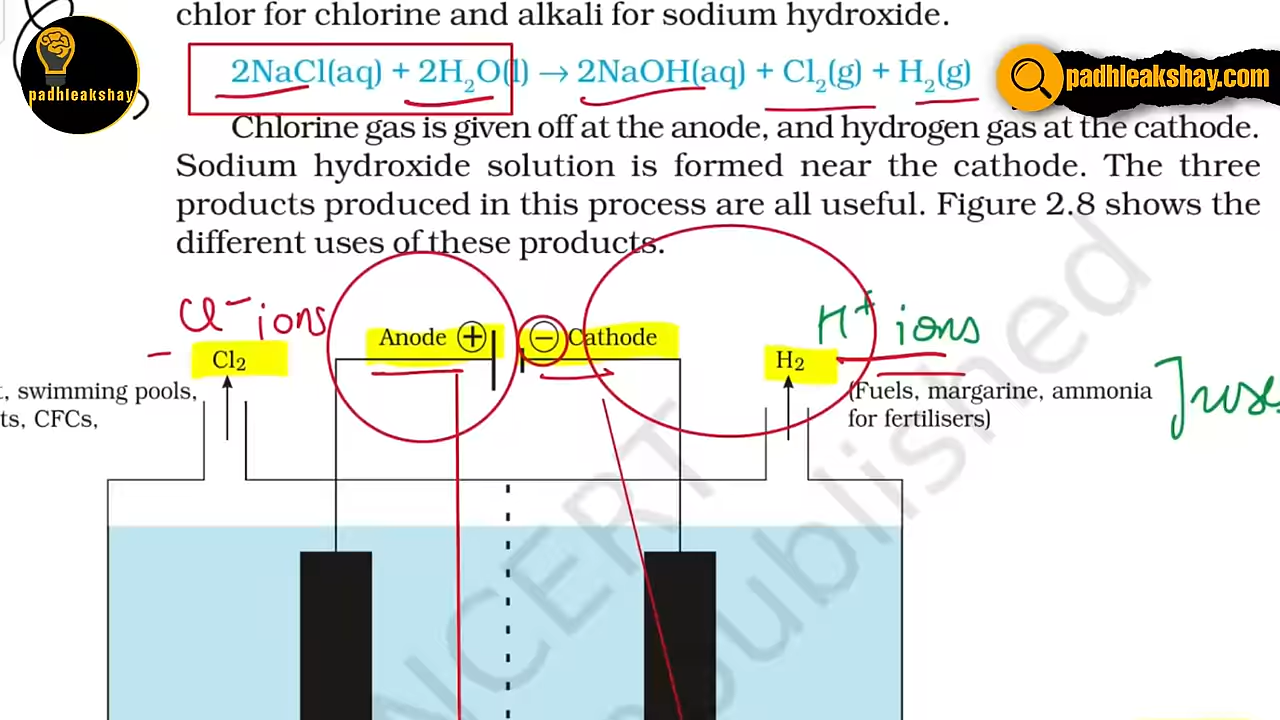 chlor for chlorine and alkali for sodium hydroxide.
padhleakshay
2NaCl(aq) + 2H₂O(l) → 2NaOH(aq) + Cl₂(g) + H₂(g)
padhleakshay.com
Chlorine gas is given off at the anode, and hydrogen gas at the cathode.
Sodium hydroxide solution is formed near the cathode. The three
products produced in this process are all useful. Figure 2.8 shows the
different uses of these products.
Cl⁻ ions
H⁺ ions
Anode + − Cathode
Cl₂
H₂
, swimming pools,
ts, CFCs,
(Fuels, margarine, ammonia
for fertilisers)
NCERT
published